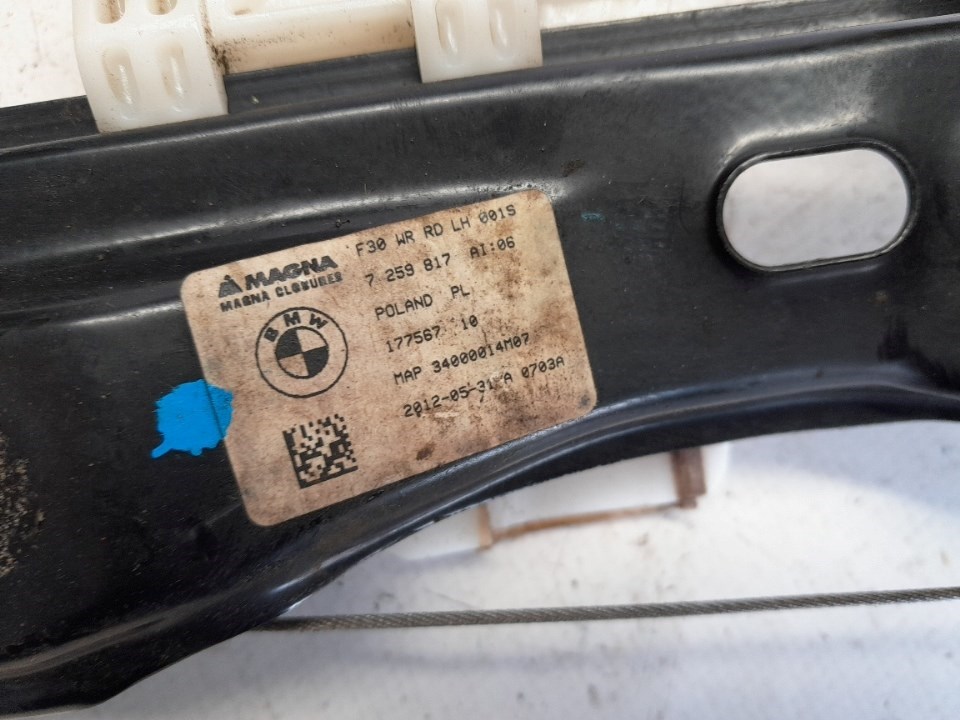 MAGNA
MAGNA CLOSURES
BMW
F30 WR RD LH 001S
7 259 817 AI:06
POLAND PL
177567 10
MAP 34000014M07
2012-05-31 A 0703A